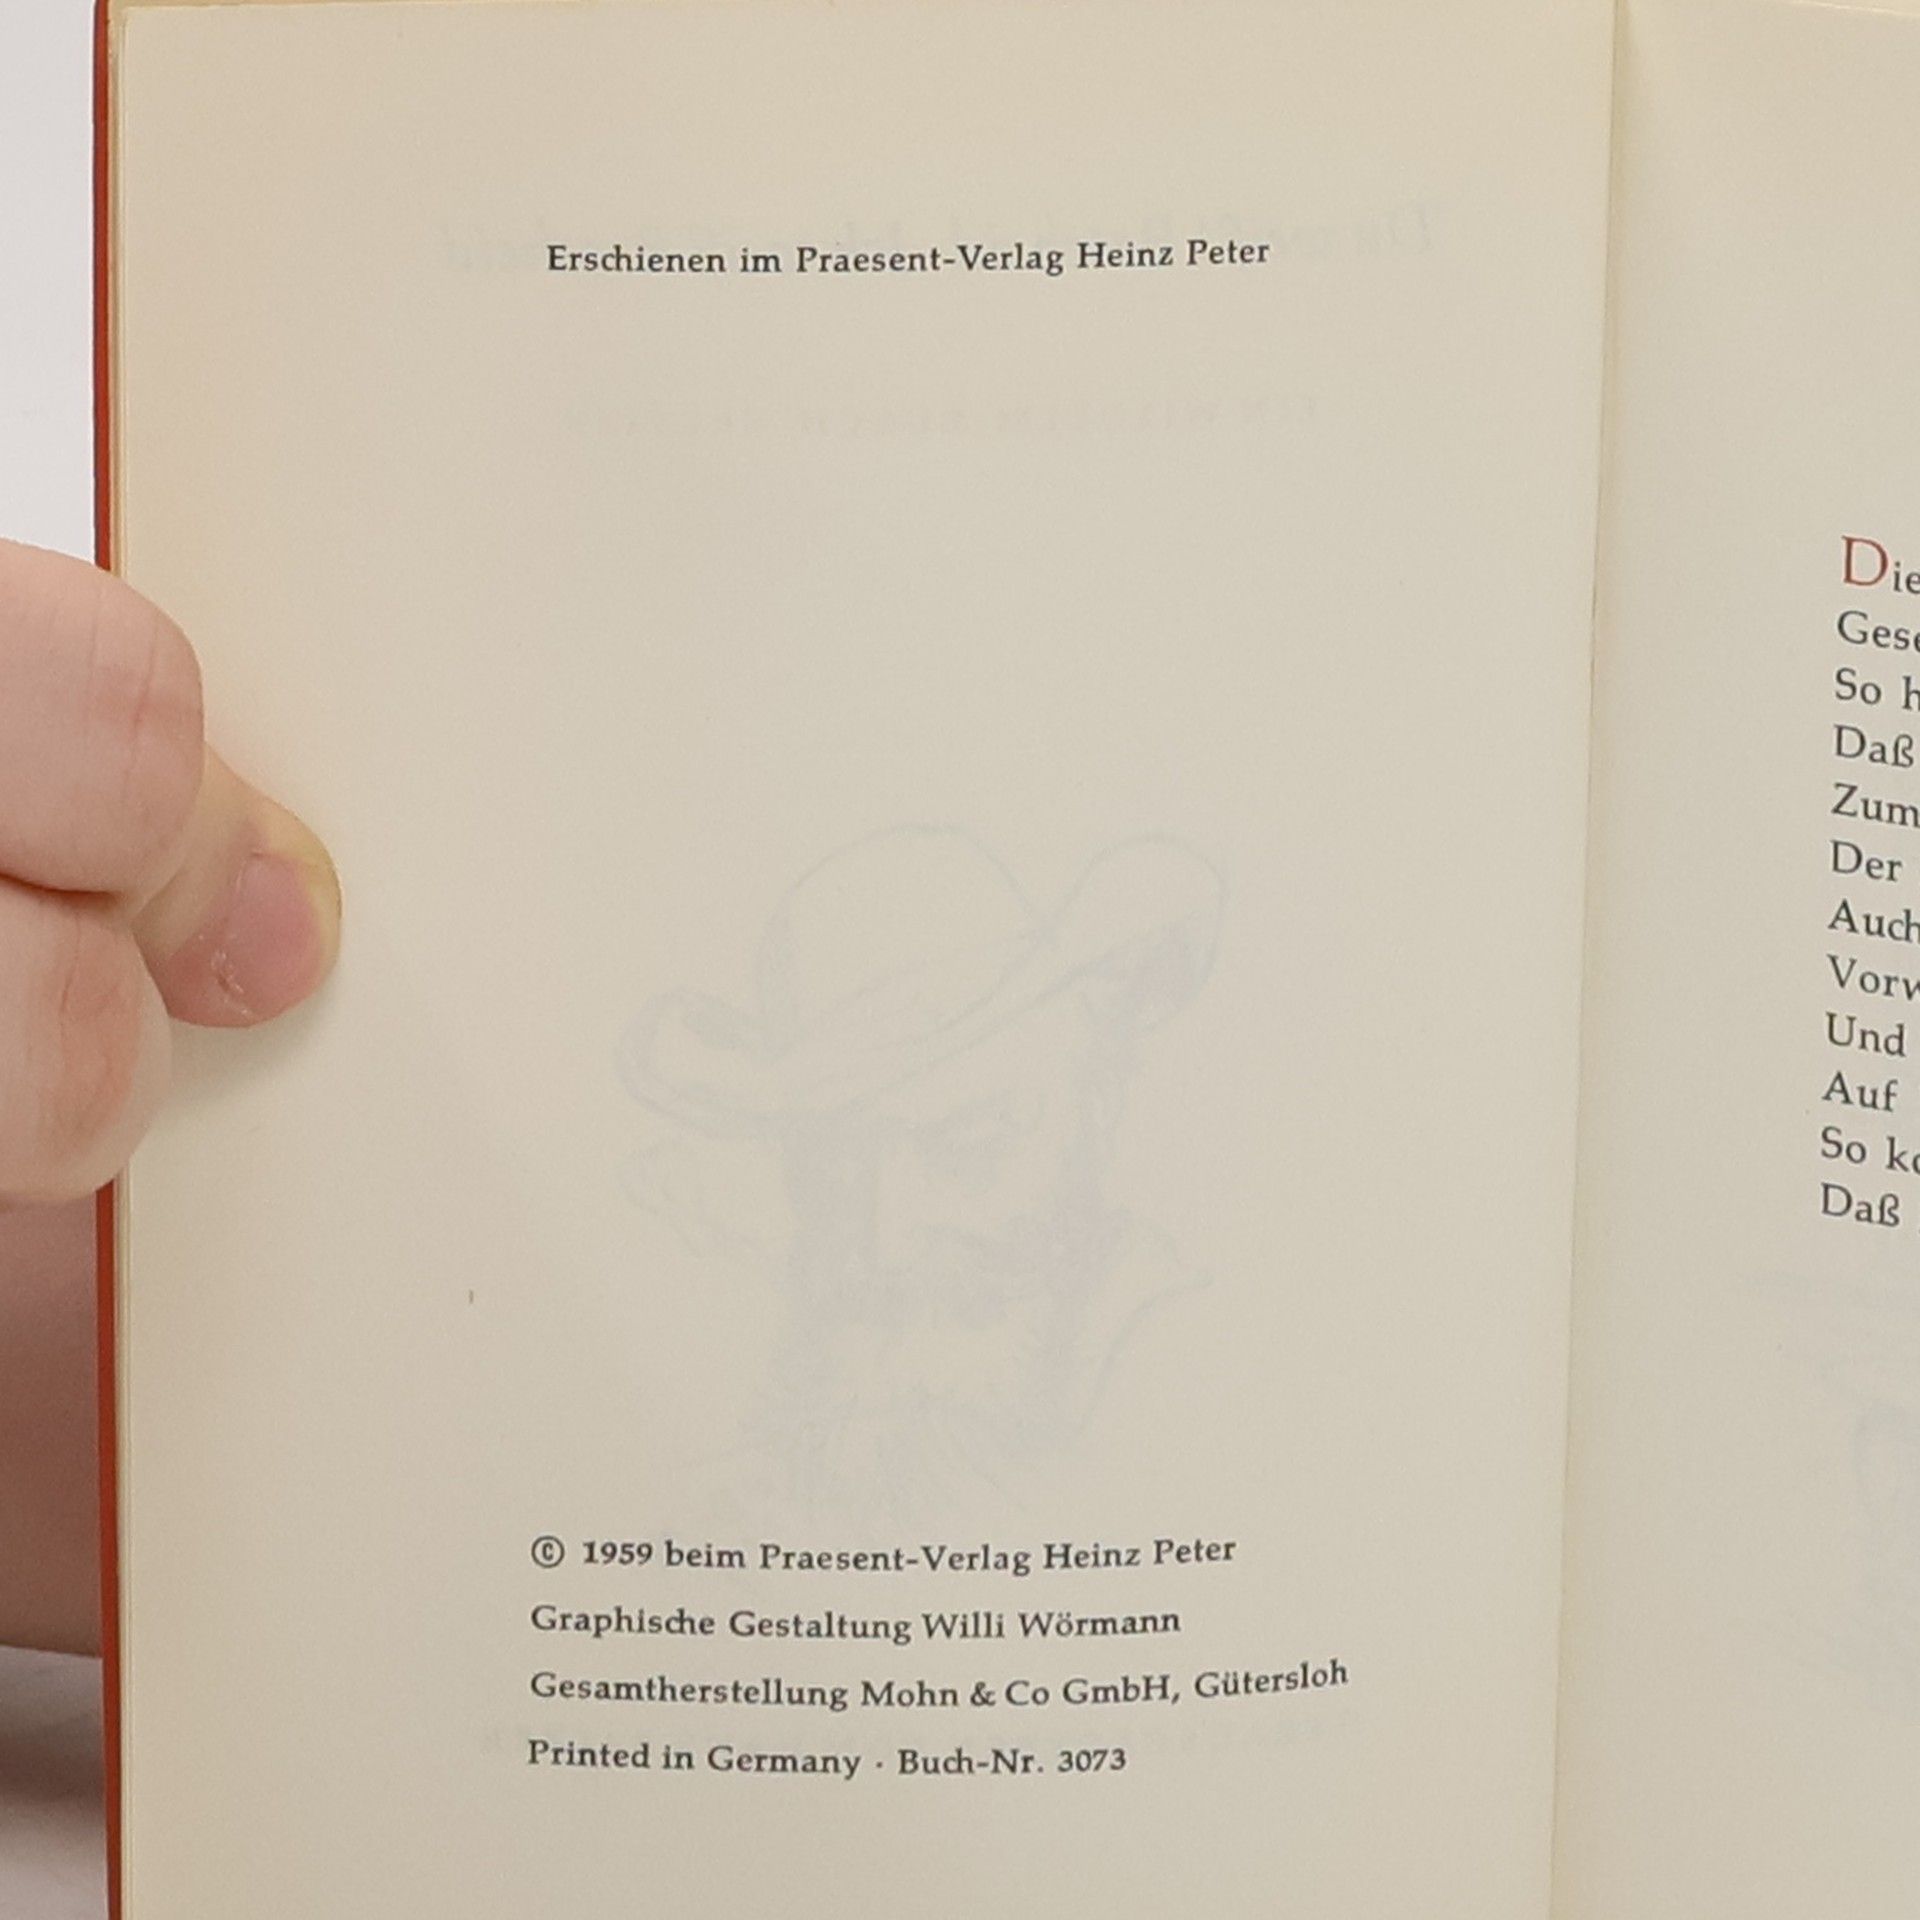 Erschienen im Praesent-Verlag Heinz Peter
© 1959 beim Praesent-Verlag Heinz Peter
Graphische Gestaltung Willi Wörmann
Gesamtherstellung Mohn & Co GmbH, Gütersloh
Printed in Germany · Buch-Nr. 3073
Die
Gese
So h
Daß
Zum
Der
Auch
Vorw
Und
Auf
So ko
Daß